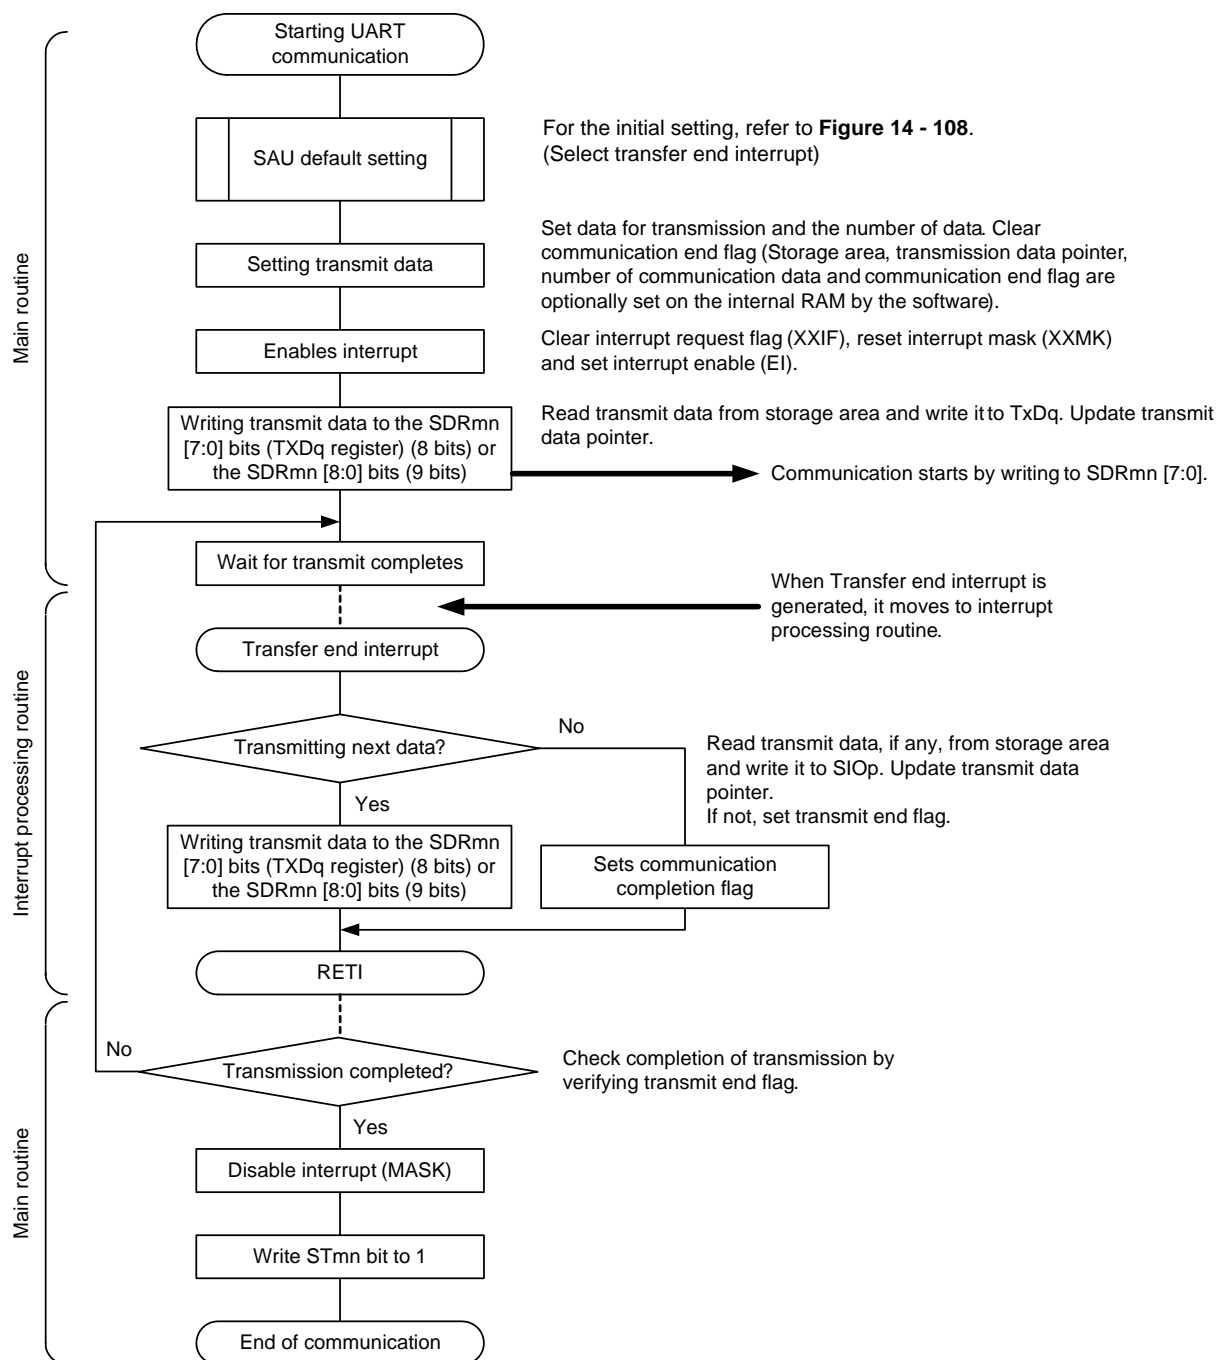 Starting UART
communication
SAU default setting
For the initial setting, refer to Figure 14 - 108.
(Select transfer end interrupt)
Main routine
Setting transmit data
Set data for transmission and the number of data. Clear
communication end flag (Storage area, transmission data pointer,
number of communication data and communication end flag are
optionally set on the internal RAM by the software).
Enables interrupt
Clear interrupt request flag (XXIF), reset interrupt mask (XXMK)
and set interrupt enable (EI).
Writing transmit data to the SDRmn
[7:0] bits (TXDq register) (8 bits) or
the SDRmn [8:0] bits (9 bits)
Read transmit data from storage area and write it to TxDq. Update transmit
data pointer.
Communication starts by writing to SDRmn [7:0].
Wait for transmit completes
When Transfer end interrupt is
generated, it moves to interrupt
processing routine.
Interrupt processing routine
Transfer end interrupt
Transmitting next data?
No
Yes
Read transmit data, if any, from storage area
and write it to SIOp. Update transmit data
pointer.
If not, set transmit end flag.
Writing transmit data to the SDRmn
[7:0] bits (TXDq register) (8 bits) or
the SDRmn [8:0] bits (9 bits)
Sets communication
completion flag
RETI
Main routine
No
Transmission completed?
Check completion of transmission by
verifying transmit end flag.
Yes
Disable interrupt (MASK)
Write STmn bit to 1
End of communication